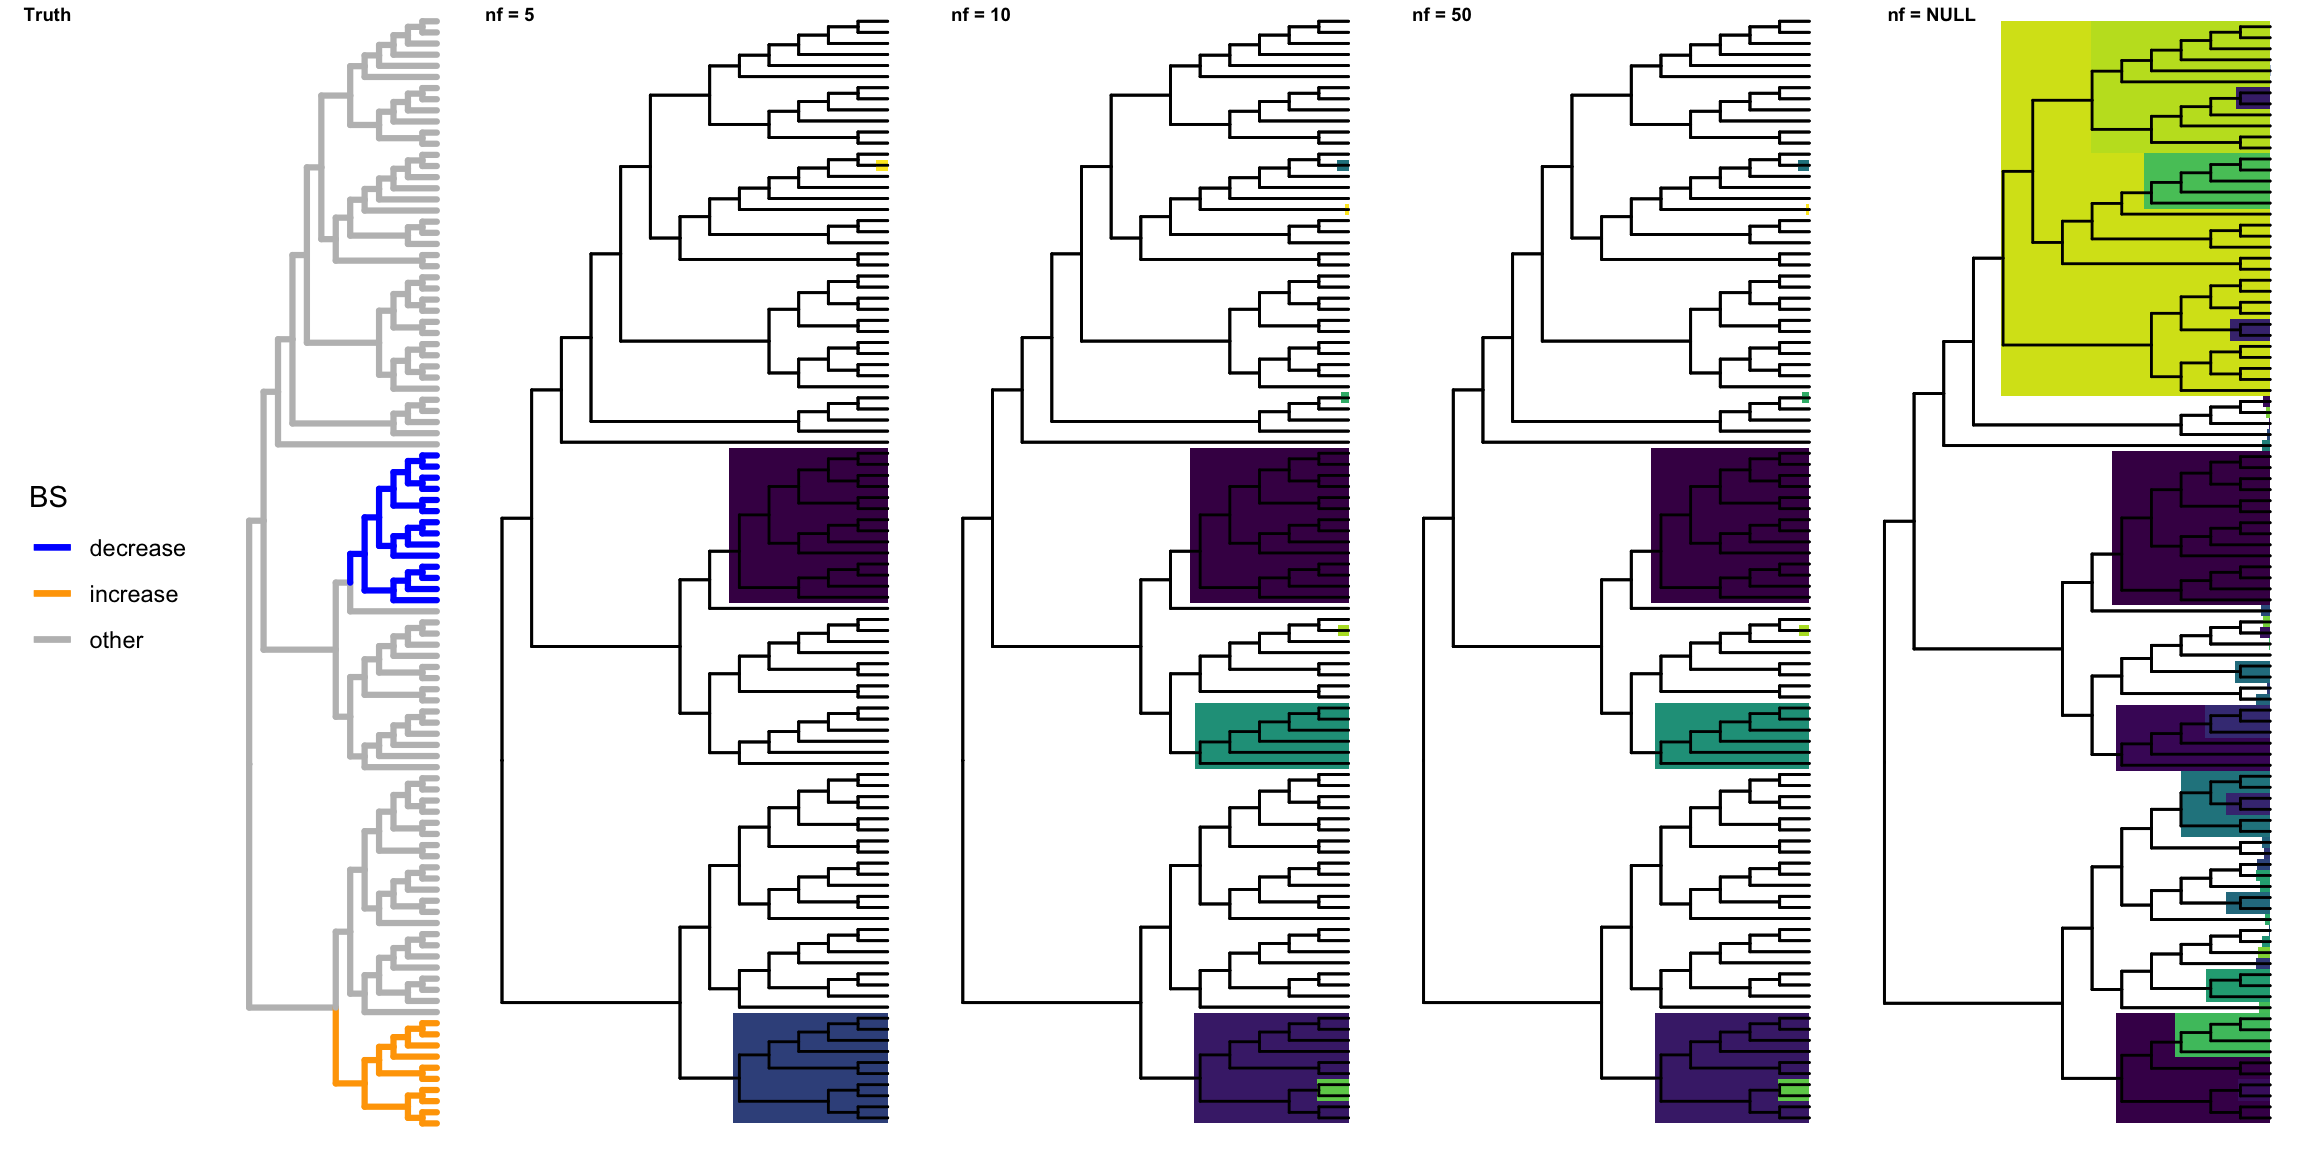 Truth
nf = 5
nf = 10
nf = 50
nf = NULL
BS
decrease
increase
other